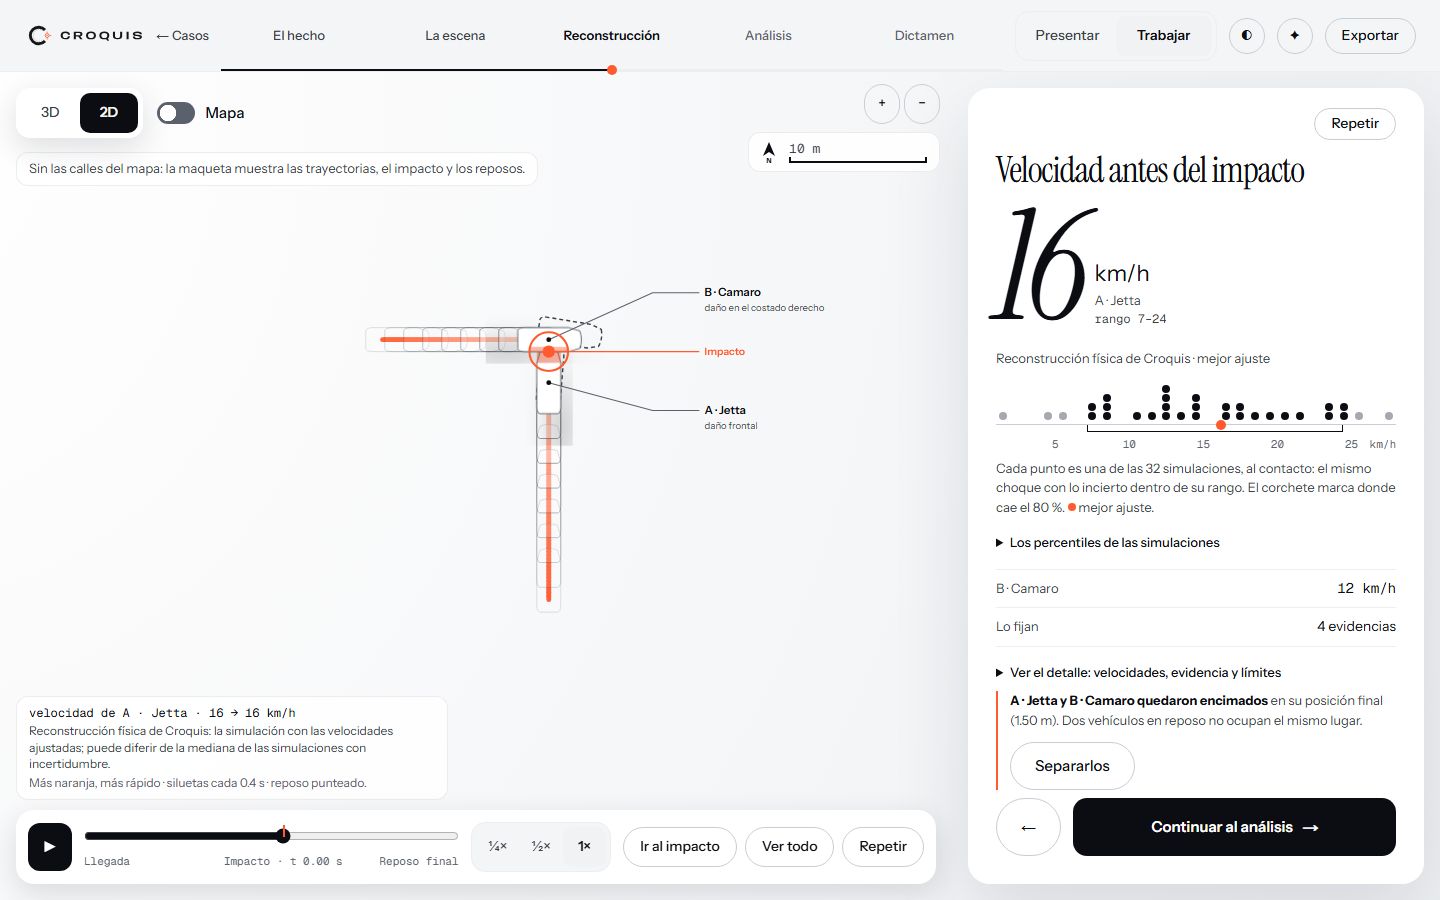 CROQUIS
← Casos
El hecho
La escena
Reconstrucción
Análisis
Dictamen
Presentar
Trabajar
Exportar
3D
2D
Mapa
+
−
Sin las calles del mapa: la maqueta muestra las trayectorias, el impacto y los reposos.
N
10 m
B·Camaro
daño en el costado derecho
Impacto
A·Jetta
daño frontal
velocidad de A · Jetta · 16 → 16 km/h
Reconstrucción física de Croquis: la simulación con las velocidades
ajustadas; puede diferir de la mediana de las simulaciones con
incertidumbre.
Más naranja, más rápido·siluetas cada 0.4 s·reposo punteado.
Llegada
Impacto · t 0.00 s
Reposo final
¼×
½×
1×
Ir al impacto
Ver todo
Repetir
Repetir
Velocidad antes del impacto
16
km/h
A·Jetta
rango 7–24
Reconstrucción física de Croquis·mejor ajuste
5
10
15
20
25
km/h
Cada punto es una de las 32 simulaciones, al contacto: el mismo
choque con lo incierto dentro de su rango. El corchete marca donde
cae el 80 %. mejor ajuste.
Los percentiles de las simulaciones
B·Camaro
12 km/h
Lo fijan
4 evidencias
Ver el detalle: velocidades, evidencia y límites
A·Jetta y B·Camaro quedaron encimados en su posición final
(1.50 m). Dos vehículos en reposo no ocupan el mismo lugar.
Separarlos
←
Continuar al análisis →